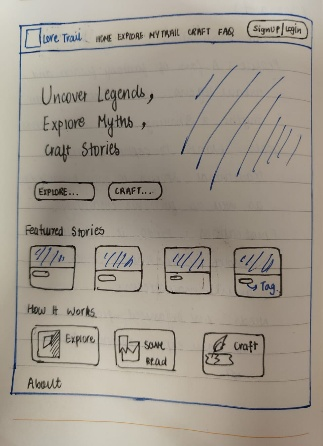 Lore Trail HOME EXPLORE MYTRAIL CRAFT FAQ SignUp/Login
Uncover Legends,
Explore Myths,
Craft Stories
EXPLORE... CRAFT....
Featured Stories
Tag.
How It Works
Explore Save Read Craft
About